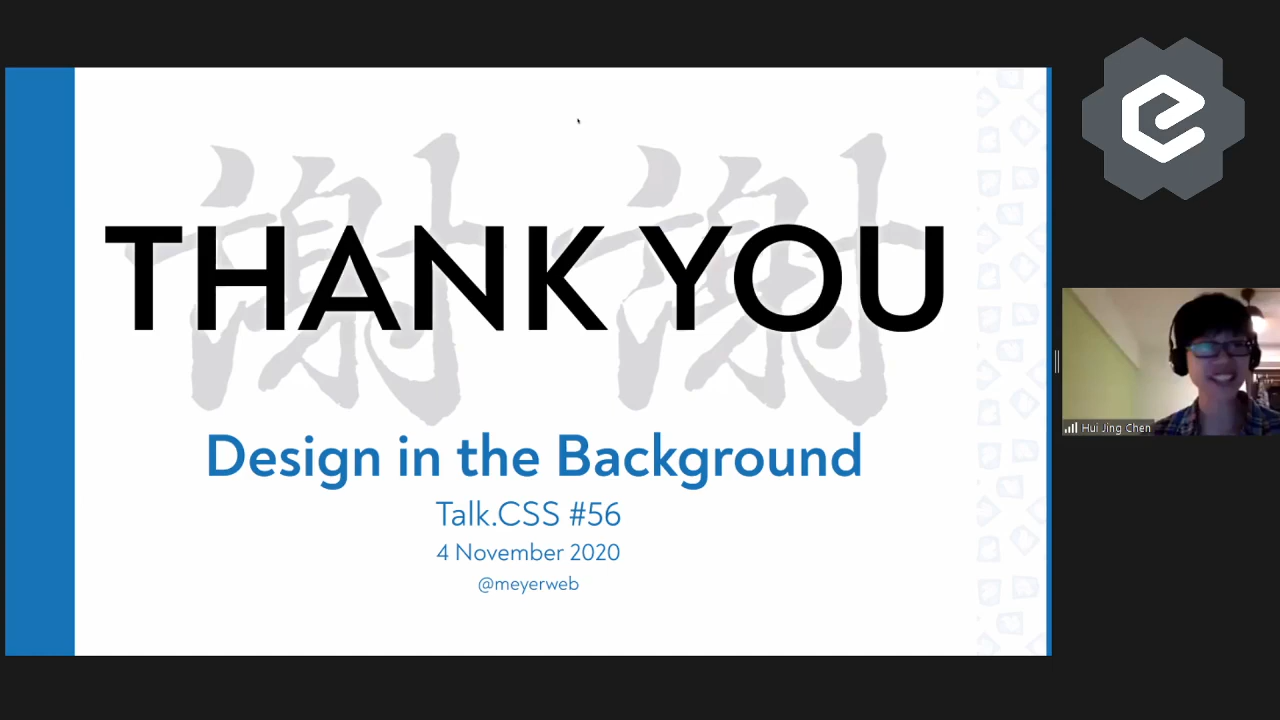 謝謝
THANK YOU
Design in the Background
Talk.CSS #56
4 November 2020
@meyerweb
Hui Jing Chen